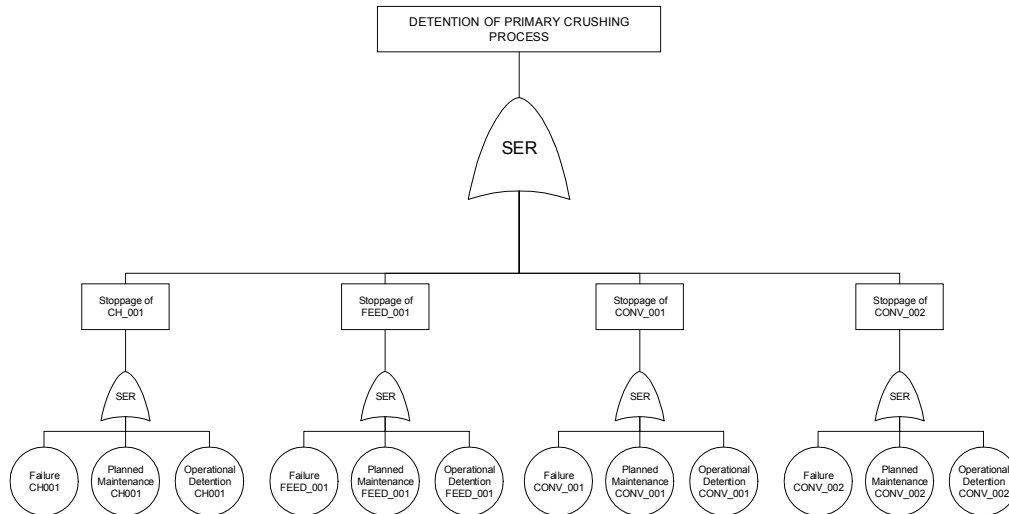 DETENTION OF PRIMARY CRUSHING
PROCESS
SER
Stoppage of
CH_001
Stoppage of
FEED_001
Stoppage of
CONV_001
Stoppage of
CONV_002
SER
SER
SER
SER
Failure
CH001
Planned
Maintenance
CH001
Operational
Detention
CH001
Failure
FEED_001
Planned
Maintenance
FEED_001
Operational
Detention
FEED_001
Failure
CONV_001
Planned
Maintenance
CONV_001
Operational
Detention
CONV_001
Failure
CONV_002
Planned
Maintenance
CONV_002
Operational
Detention
CONV_002